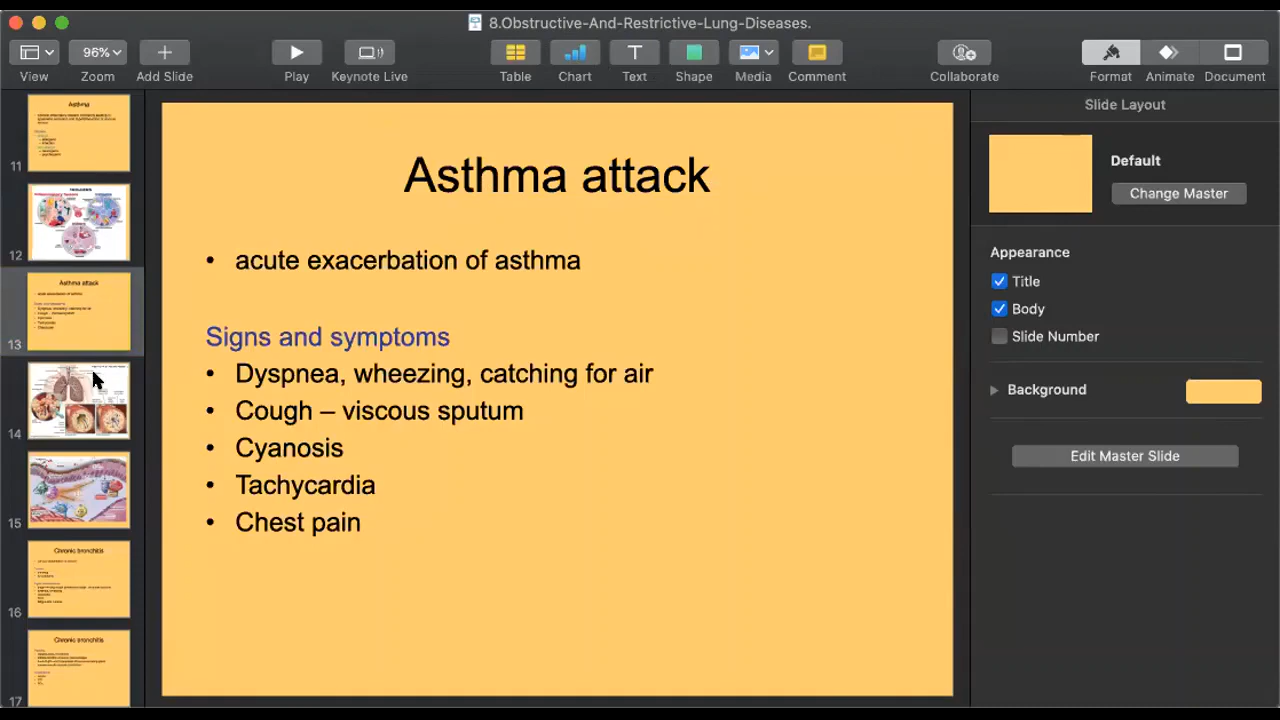 8.Obstructive-And-Restrictive-Lung-Diseases.
96%
View
Zoom
Add Slide
Play
Keynote Live
Table
Chart
Text
Shape
Media
Comment
Collaborate
Format
Animate
Document
Asthma
11
12
Asthma attack
13
14
15
Chronic bronchitis
16
Chronic bronchitis
17
Asthma attack
• acute exacerbation of asthma
Signs and symptoms
• Dyspnea, wheezing, catching for air
• Cough – viscous sputum
• Cyanosis
• Tachycardia
• Chest pain
Slide Layout
Default
Change Master
Appearance
Title
Body
Slide Number
Background
Edit Master Slide